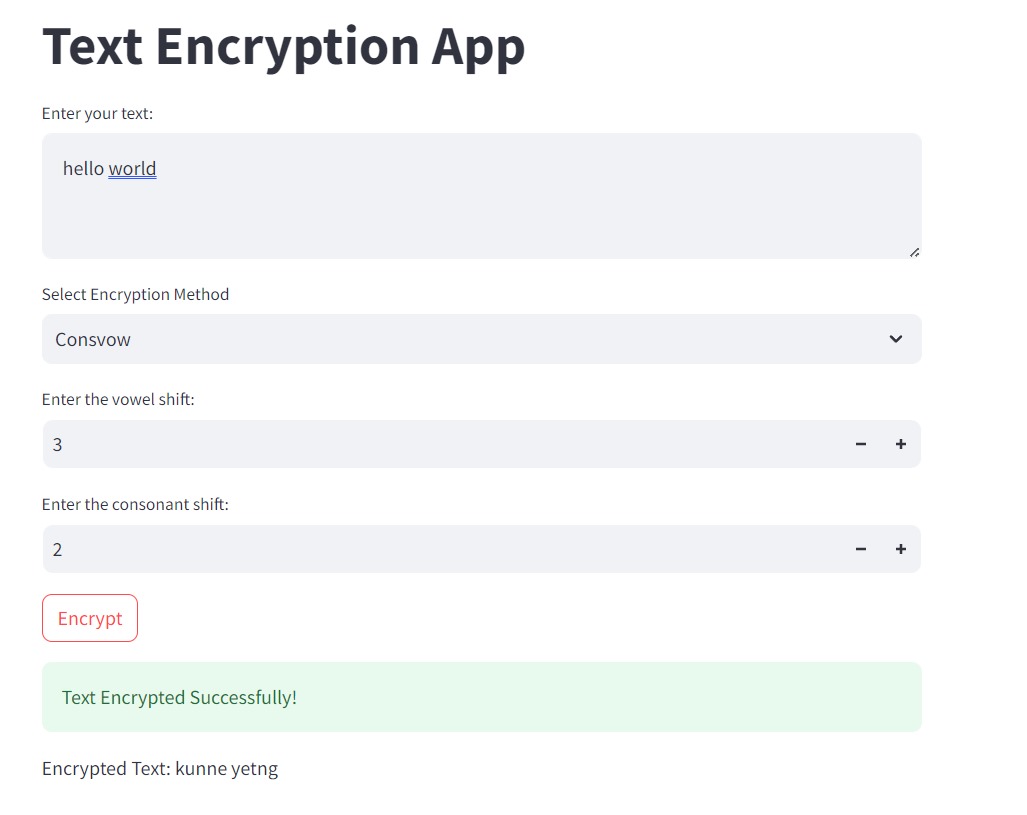 Text Encryption App
Enter your text:
hello world
Select Encryption Method
Consvow
Enter the vowel shift:
3
Enter the consonant shift:
2
Encrypt
Text Encrypted Successfully!
Encrypted Text: kunne yetng